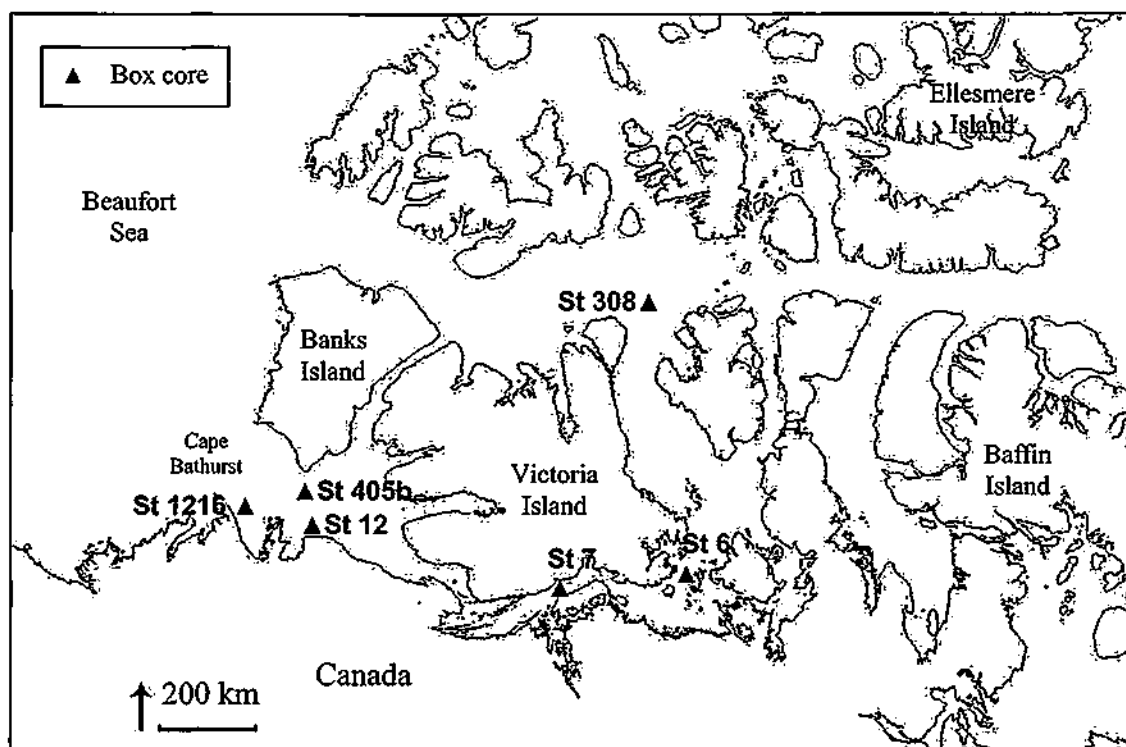 ▲ Box core
Ellesmere
Island
Beaufort
Sea
St 308
Banks
Island
Cape
Bathurst
Victoria
Island
Baffin
Island
St 405b
St 1216
St 12
St 7
St 6
Canada
200 km